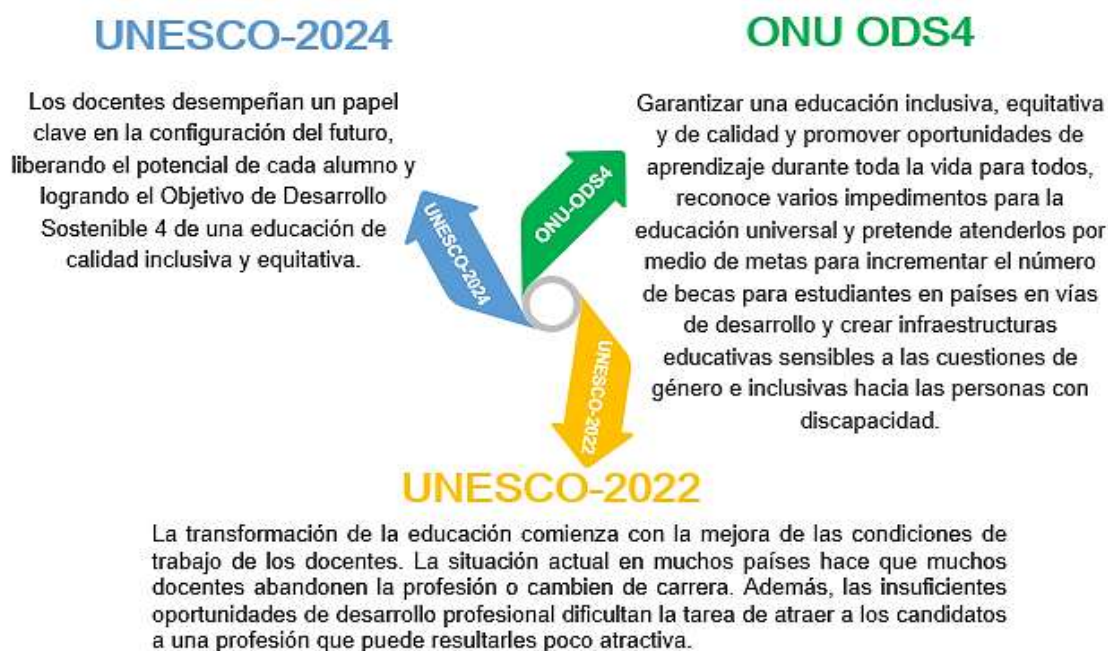 UNESCO-2024
Los docentes desempeñan un papel
clave en la configuración del futuro,
liberando el potencial de cada alumno y
logrando el Objetivo de Desarrollo
Sostenible 4 de una educación de
calidad inclusiva y equitativa.
ONU ODS4
Garantizar una educación inclusiva, equitativa
y de calidad y promover oportunidades de
aprendizaje durante toda la vida para todos,
reconoce varios impedimentos para la
educación universal y pretende atenderlos por
medio de metas para incrementar el número
de becas para estudiantes en países en vías
de desarrollo y crear infraestructuras
educativas sensibles a las cuestiones de
género e inclusivas hacia las personas con
discapacidad.
UNESCO-2024
ONU-ODS4
UNESCO-2022
UNESCO-2022
La transformación de la educación comienza con la mejora de las condiciones de
trabajo de los docentes. La situación actual en muchos países hace que muchos
docentes abandonen la profesión o cambien de carrera. Además, las insuficientes
oportunidades de desarrollo profesional dificultan la tarea de atraer a los candidatos
a una profesión que puede resultarles poco atractiva.